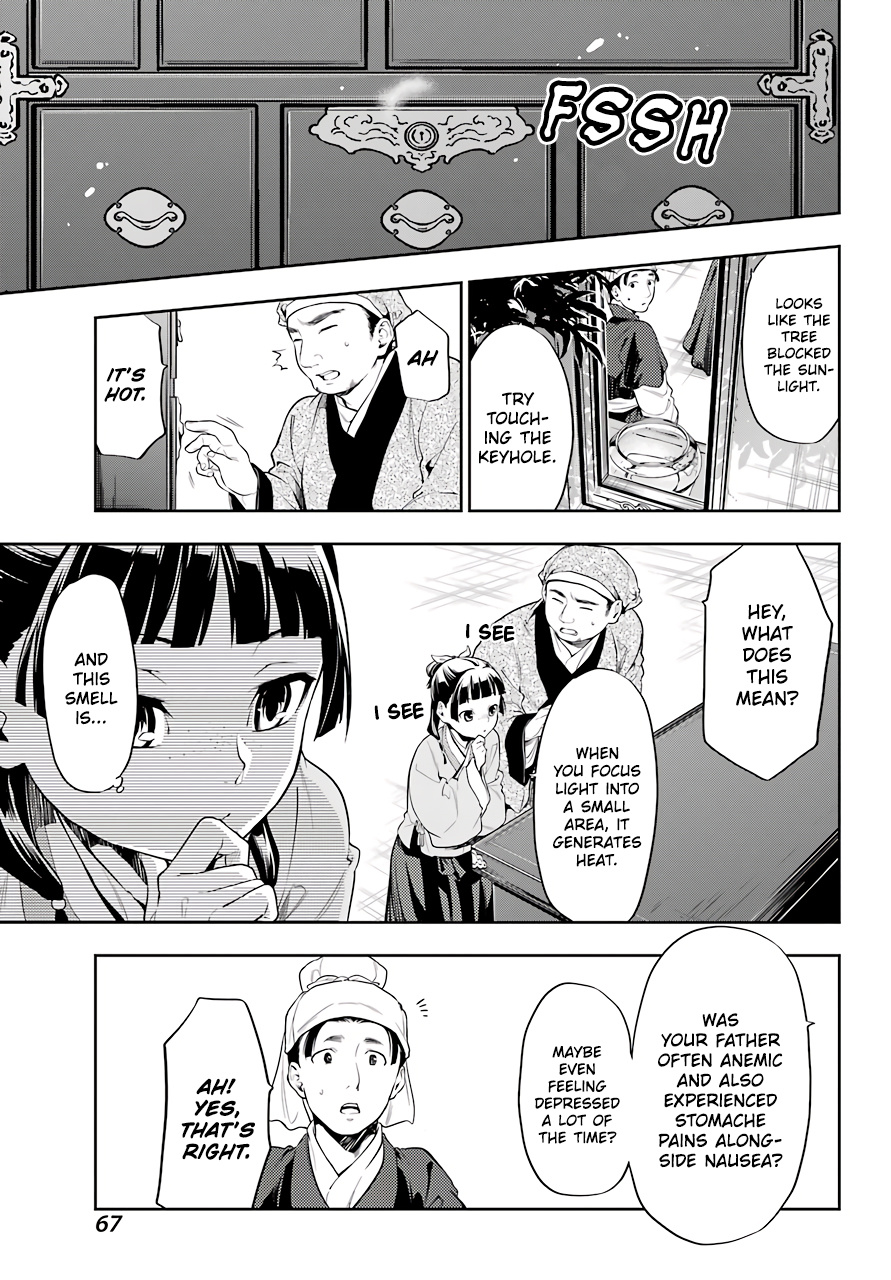 FSSH
LOOKS
LIKE THE
TREE
BLOCKED
THE SUN-
LIGHT.
TRY
TOUCH-
ING THE
KEYHOLE.
AH
IT'S
HOT.
HEY,
WHAT
DOES
THIS
MEAN?
WHEN
YOU FOCUS
LIGHT INTO
A SMALL
AREA, IT
GENERATES
HEAT.
I SEE
I SEE
AND
THIS
SMELL
IS...
WAS
YOUR FATHER
OFTEN ANEMIC
AND ALSO
EXPERIENCED
STOMACHE
PAINS ALONG-
SIDE NAUSEA?
MAYBE
EVEN
FEELING
DEPRESSED
A LOT OF
THE TIME?
AH!
YES,
THAT'S
RIGHT.
67